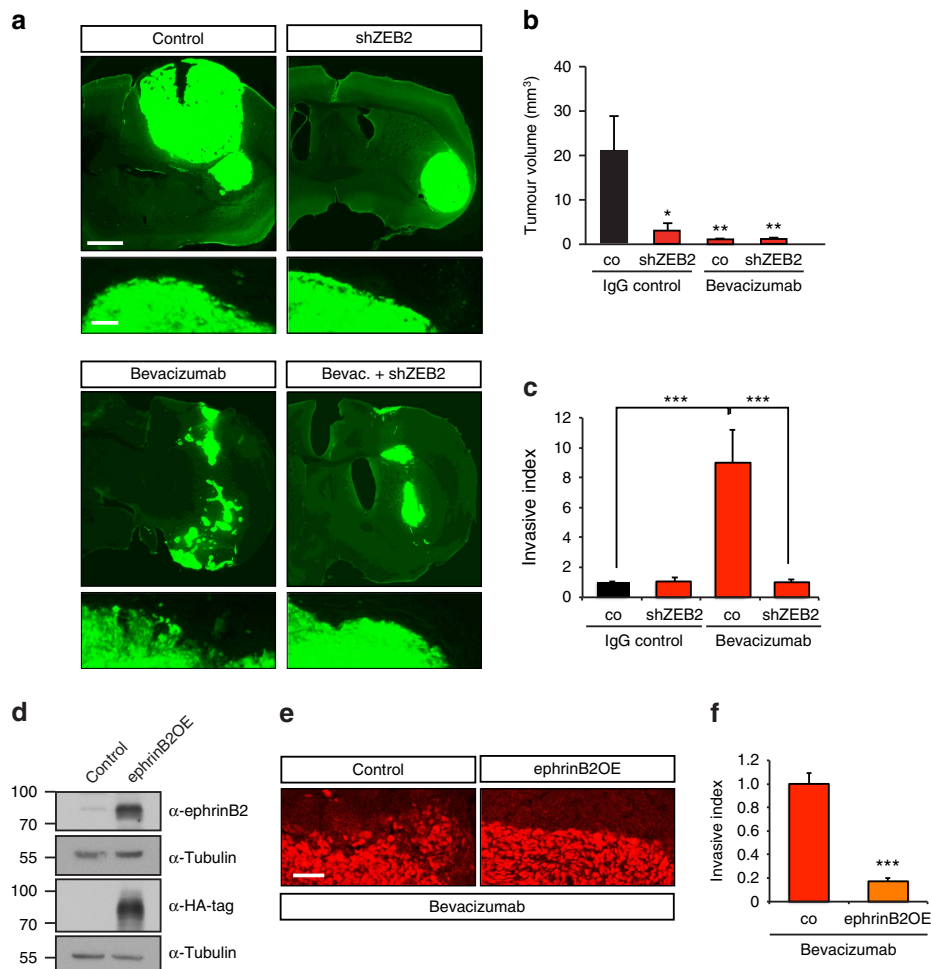 a
Control
shZEB2
Bevacizumab
Bevac. + shZEB2
b
Tumour volume (mm³)
40
30
20
10
0
*
**
**
co
shZEB2
co
shZEB2
IgG control
Bevacizumab
c
Invasive index
12
10
8
6
4
2
0
***
***
co
shZEB2
co
shZEB2
IgG control
Bevacizumab
d
Control
ephrinB2OE
100
70
α-ephrinB2
55
α-Tubulin
100
70
α-HA-tag
55
α-Tubulin
e
Control
ephrinB2OE
Bevacizumab
f
Invasive index
1.2
1.0
0.8
0.6
0.4
0.2
0
***
co
ephrinB2OE
Bevacizumab